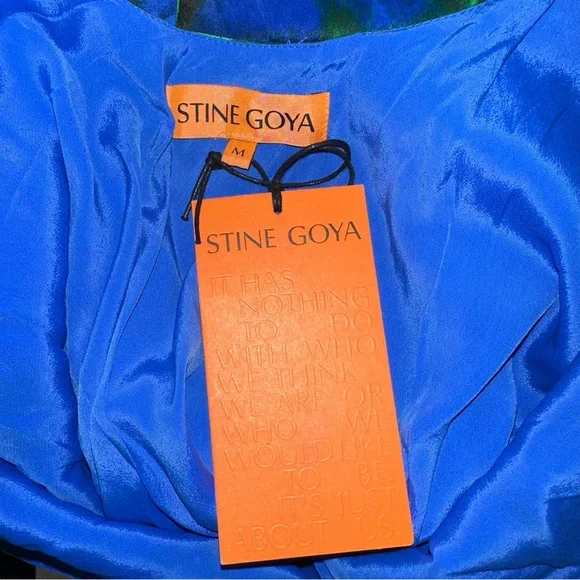 STINE GOYA
M
STINE GOYA
IT HAS
NOTHING
TO DO
WITH WHO
WE THINK
WE ARE OR
WHO WE
WOULD LIKE
TO BE
IT'S JUST
ABOUT US